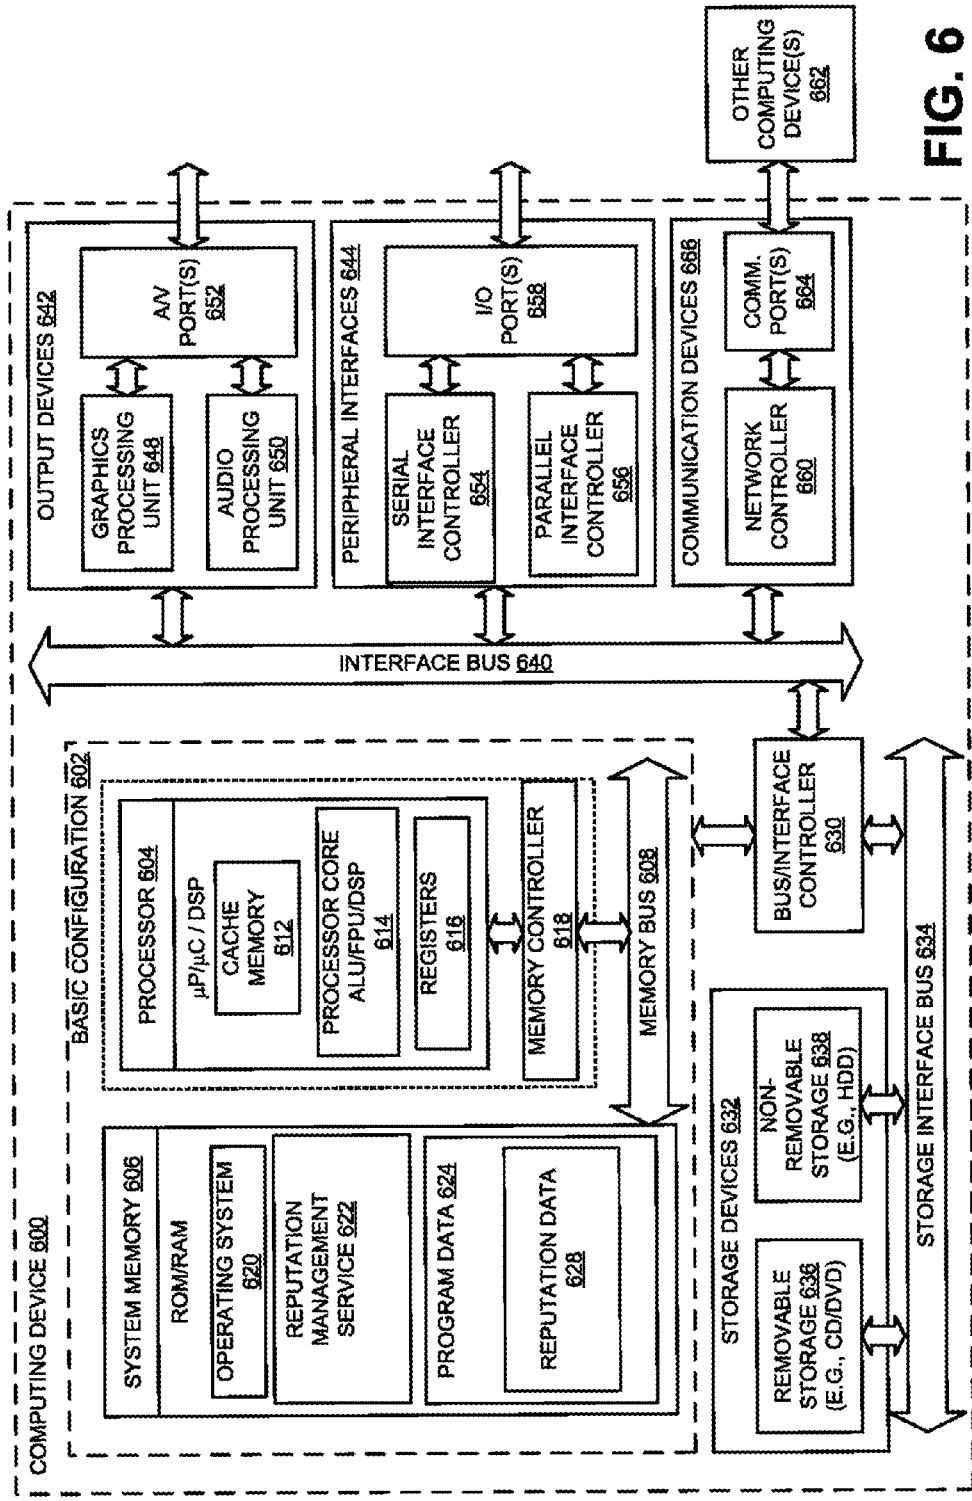 COMPUTING DEVICE 600
BASIC CONFIGURATION 602
SYSTEM MEMORY 606
ROM/RAM
OPERATING SYSTEM
620
REPUTATION
MANAGEMENT
SERVICE 622
PROGRAM DATA 624
REPUTATION DATA
628
PROCESSOR 604
µP/µC / DSP
CACHE
MEMORY
612
PROCESSOR CORE
ALU/FPU/DSP
614
REGISTERS
616
MEMORY CONTROLLER
618
MEMORY BUS 608
STORAGE DEVICES 632
REMOVABLE
STORAGE 636
(E.G., CD/DVD)
NON-
REMOVABLE
STORAGE 638
(E.G., HDD)
BUS/INTERFACE
CONTROLLER
630
STORAGE INTERFACE BUS 634
INTERFACE BUS 640
OUTPUT DEVICES 642
GRAPHICS
PROCESSING
UNIT 648
AUDIO
PROCESSING
UNIT 650
A/V
PORT(S)
652
PERIPHERAL INTERFACES 644
SERIAL
INTERFACE
CONTROLLER
654
PARALLEL
INTERFACE
CONTROLLER
656
I/O
PORT(S)
658
COMMUNICATION DEVICES 666
NETWORK
CONTROLLER
660
COMM.
PORT(S)
664
OTHER
COMPUTING
DEVICE(S)
662
FIG. 6